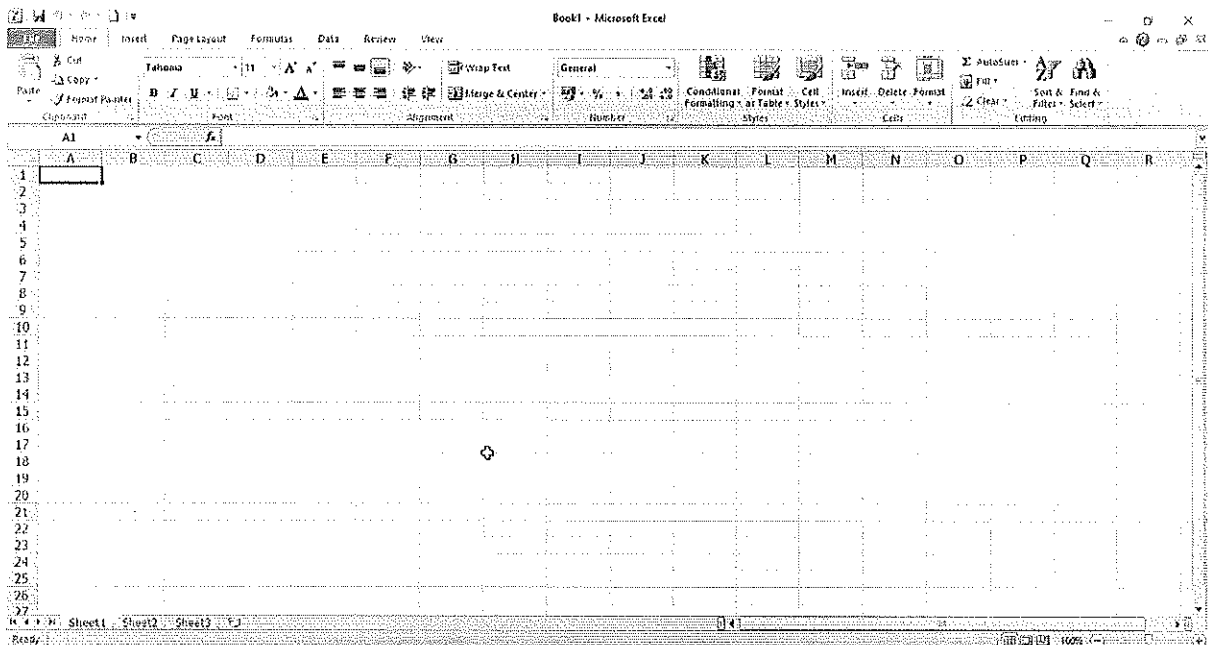 Book1 - Microsoft Excel
Home Insert Page Layout Formulas Data Review View
Cut
Copy
Format Painter
Paste
Clipboard
Tahoma 11
B I U
Font
Wrap Text
Merge & Center
Alignment
General
%
Number
Conditional Formatting
Format as Table
Cell Styles
Styles
Insert Delete Format
Cells
Σ AutoSum
Fill
Clear
Sort & Filter
Find & Select
Editing
A1 fx
A B C D E F G H I J K L M N O P Q R
1
2
3
4
5
6
7
8
9
10
11
12
13
14
15
16
17
18
19
20
21
22
23
24
25
26
27
Sheet1 Sheet2 Sheet3
Ready 100%